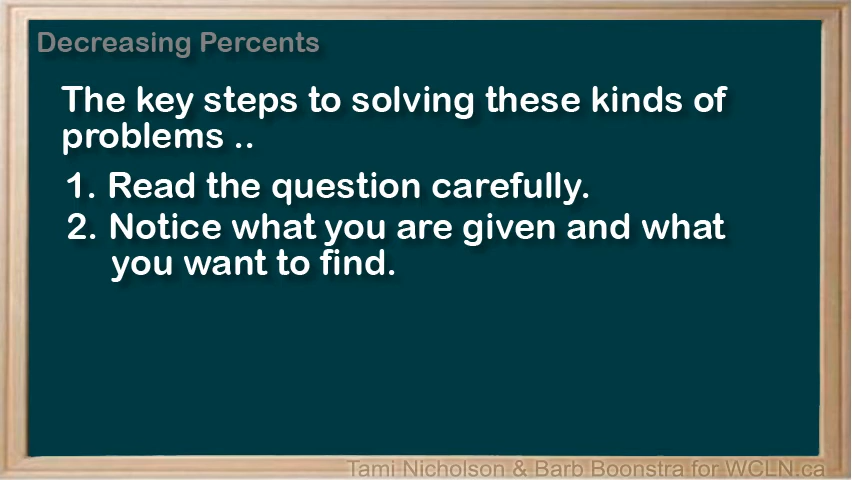 Decreasing Percents
The key steps to solving these kinds of
problems ..
1. Read the question carefully.
2. Notice what you are given and what
you want to find.
Tami Nicholson & Barb Boonstra for WCLN.ca